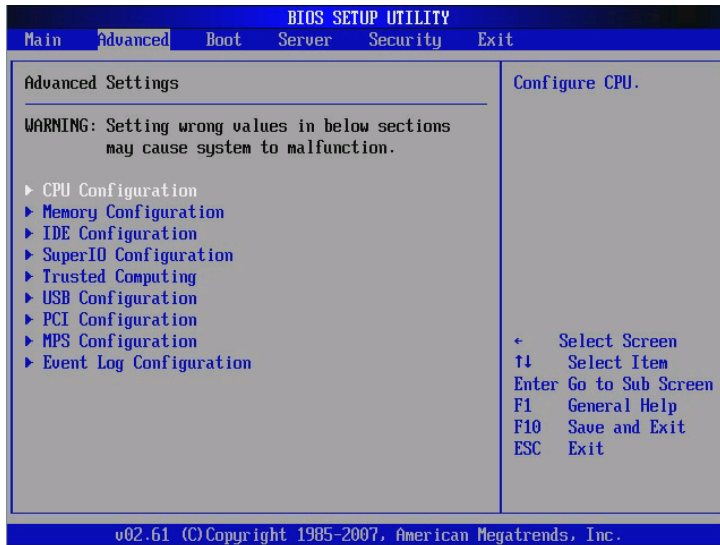 BIOS SETUP UTILITY
Main Advanced Boot Server Security Exit
Advanced Settings
WARNING: Setting wrong values in below sections
may cause system to malfunction.
▶ CPU Configuration
▶ Memory Configuration
▶ IDE Configuration
▶ SuperIO Configuration
▶ Trusted Computing
▶ USB Configuration
▶ PCI Configuration
▶ MPS Configuration
▶ Event Log Configuration
Configure CPU.
← Select Screen
↑↓ Select Item
Enter Go to Sub Screen
F1 General Help
F10 Save and Exit
ESC Exit
v02.61 (C)Copyright 1985-2007, American Megatrends, Inc.